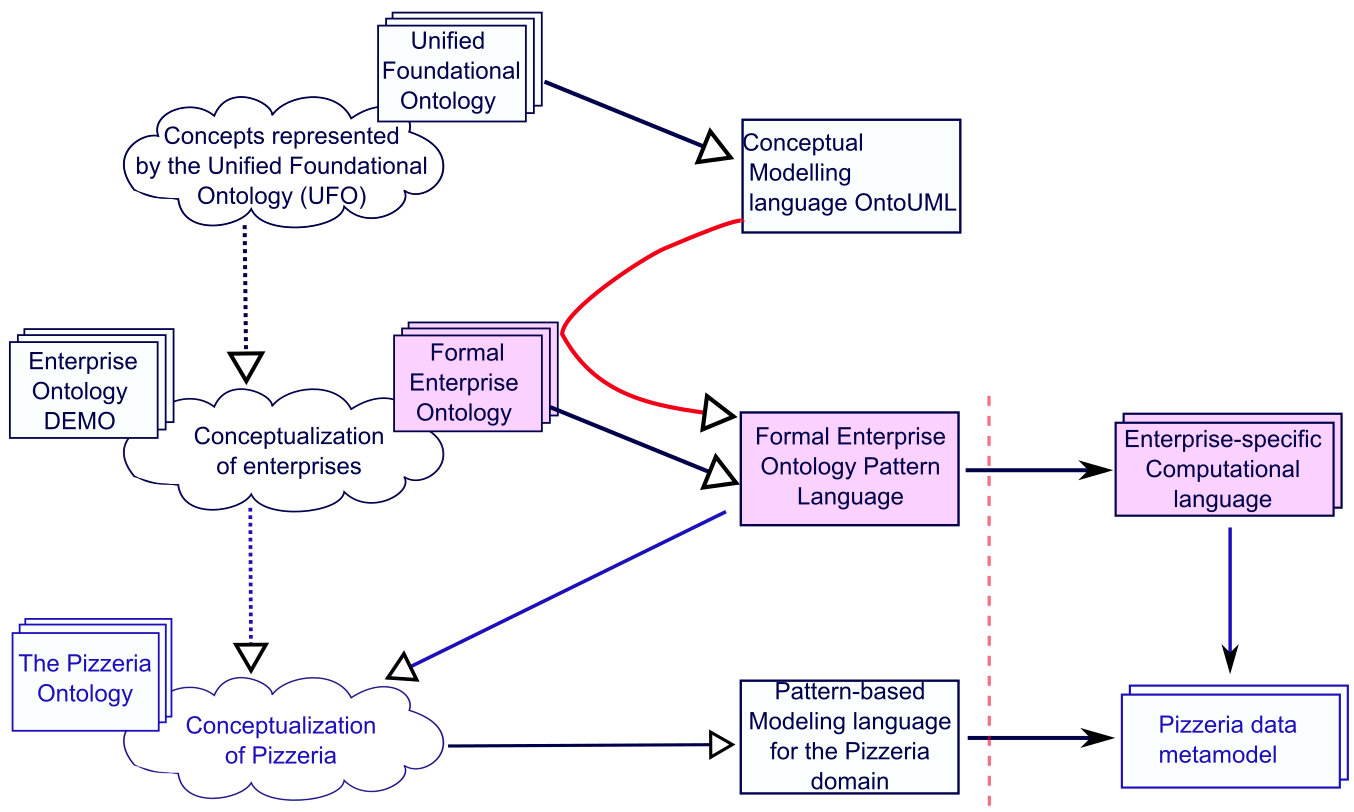 Unified
Foundational
Ontology
Concepts represented
by the Unified Foundational
Ontology (UFO)
Conceptual
Modelling
language OntoUML
Enterprise
Ontology
DEMO
Formal
Enterprise
Ontology
Conceptualization
of enterprises
Formal Enterprise
Ontology Pattern
Language
Enterprise-specific
Computational
language
The Pizzeria
Ontology
Conceptualization
of Pizzeria
Pattern-based
Modeling language
for the Pizzeria
domain
Pizzeria data
metamodel